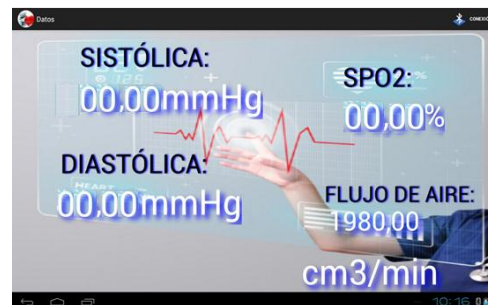 Datos
CONEXIÓ
SISTÓLICA:
00,00mmHg
SPO2:
00,00%
DIASTÓLICA:
00,00mmHg
FLUJO DE AIRE:
1980,00
cm3/min
10:16